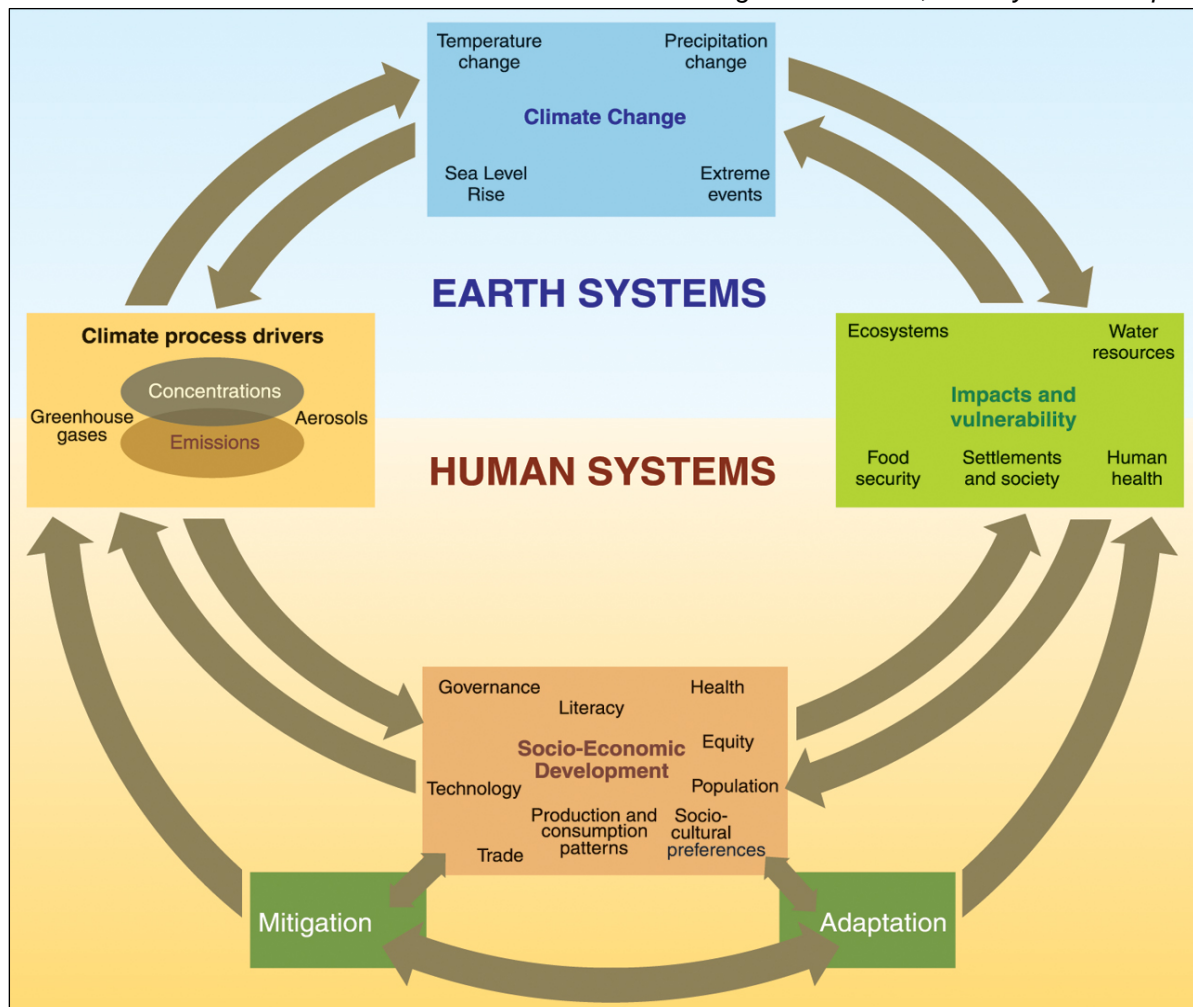 Temperature
change
Precipitation
change
Climate Change
Sea Level
Rise
Extreme
events
EARTH SYSTEMS
Climate process drivers
Concentrations
Greenhouse
gases
Aerosols
Emissions
Ecosystems
Water
resources
Impacts and
vulnerability
Food
security
Settlements
and society
Human
health
HUMAN SYSTEMS
Governance
Literacy
Health
Socio-Economic
Development
Equity
Technology
Population
Production and
consumption
patterns
Socio-
cultural
preferences
Trade
Mitigation
Adaptation